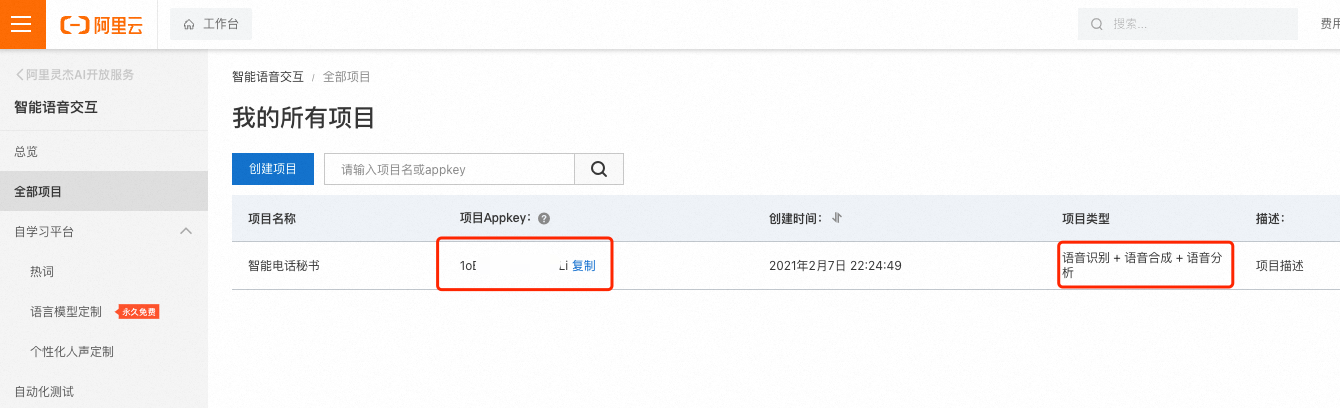 阿里云
工作台
搜索...
费用
阿里灵杰AI开放服务
智能语音交互
总览
全部项目
自学习平台
热词
语言模型定制
永久免费
个性化人声定制
自动化测试
智能语音交互 / 全部项目
我的所有项目
创建项目
请输入项目名或appkey
项目名称 项目Appkey: 创建时间: 项目类型 描述:
智能电话秘书 复制 2021年2月7日 22:24:49 语音识别 + 语音合成 + 语音分 项目描述
析